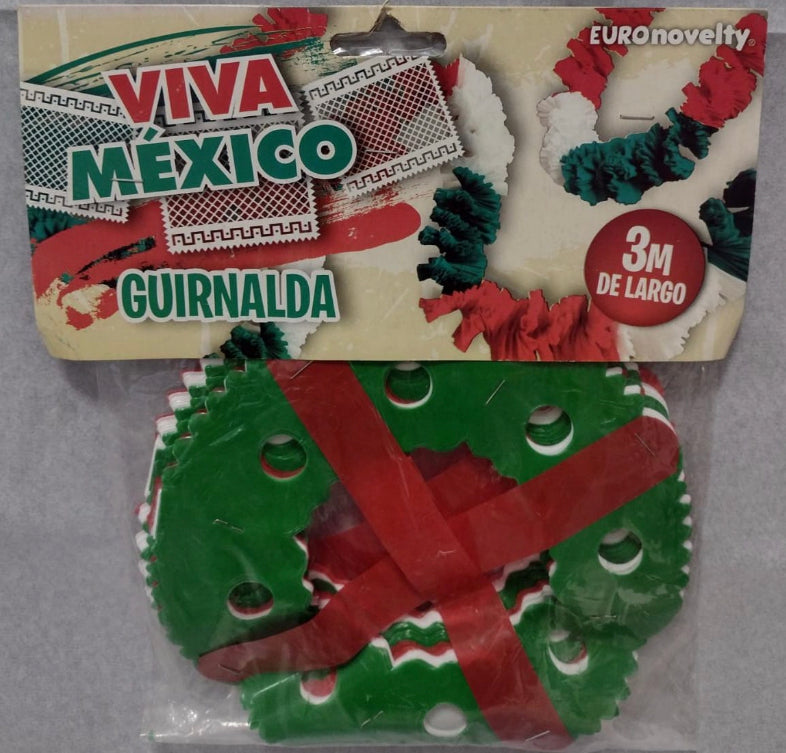 EUROnovelty®
VIVA
MÉXICO
GUIRNALDA
3M
DE LARGO